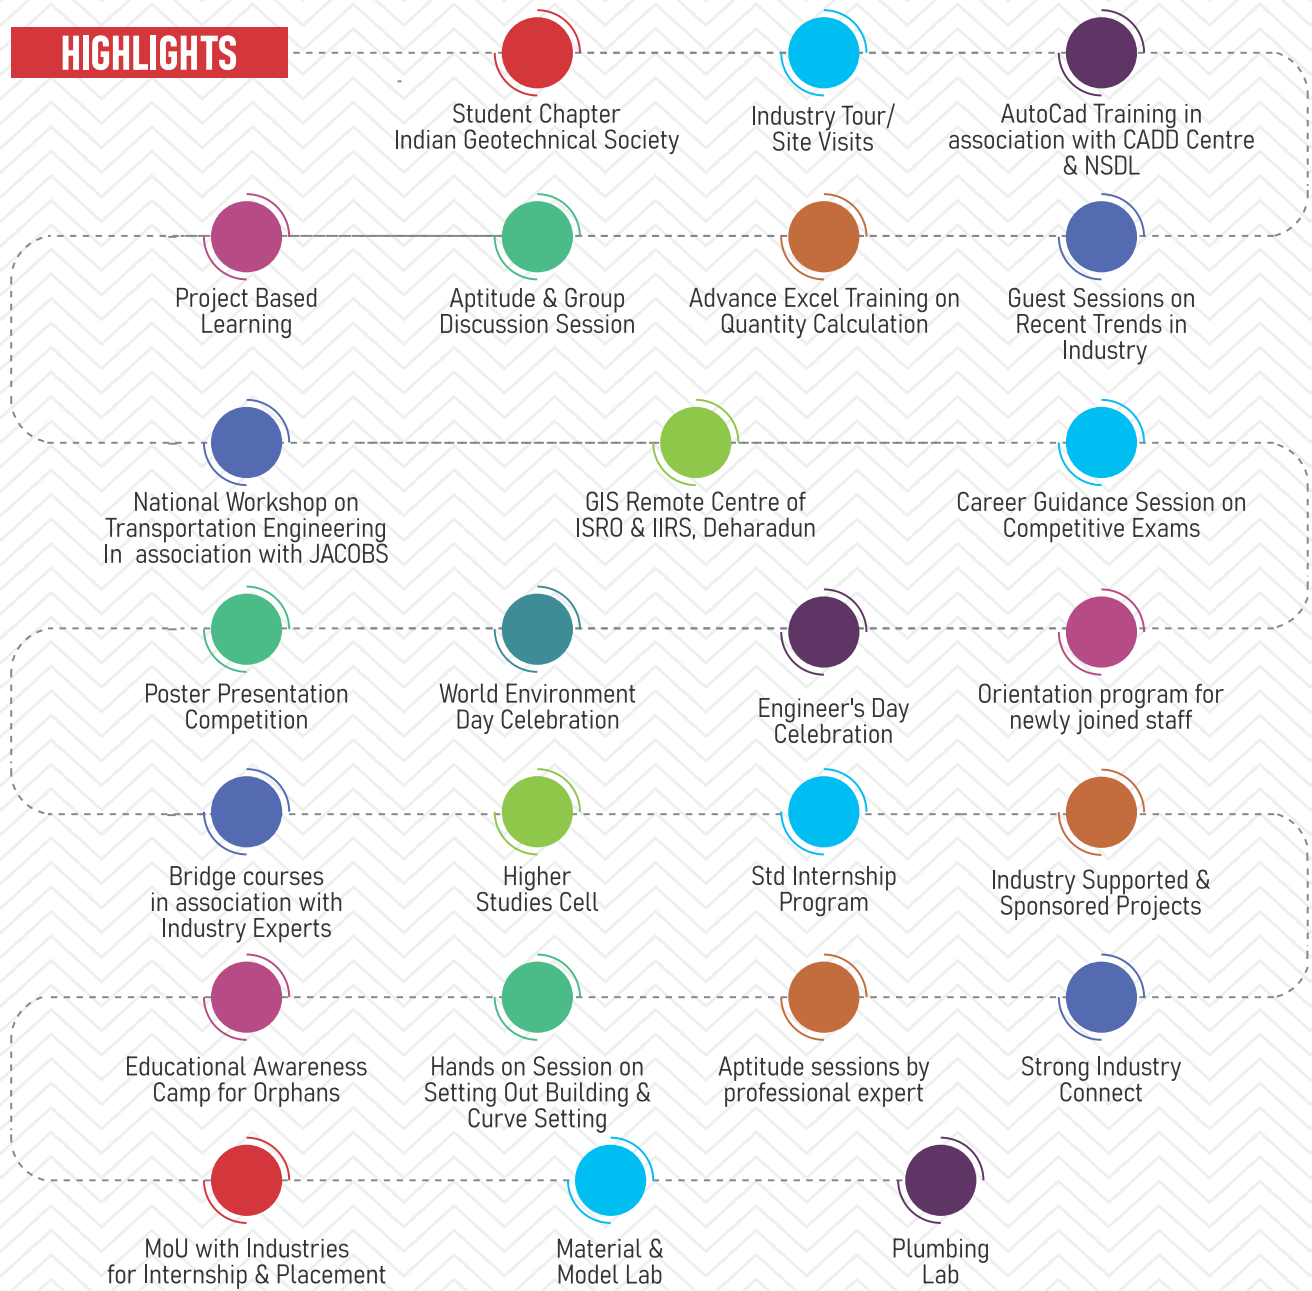 HIGHLIGHTS
Student Chapter
Indian Geotechnical Society
Industry Tour/
Site Visits
AutoCad Training in
association with CADD Centre
& NSDL
Project Based
Learning
Aptitude & Group
Discussion Session
Advance Excel Training on
Quantity Calculation
Guest Sessions on
Recent Trends in
Industry
National Workshop on
Transportation Engineering
In association with JACOBS
GIS Remote Centre of
ISRO & IIRS, Deharadun
Career Guidance Session on
Competitive Exams
Poster Presentation
Competition
World Environment
Day Celebration
Engineer's Day
Celebration
Orientation program for
newly joined staff
Bridge courses
in association with
Industry Experts
Higher
Studies Cell
Std Internship
Program
Industry Supported &
Sponsored Projects
Educational Awareness
Camp for Orphans
Hands on Session on
Setting Out Building &
Curve Setting
Aptitude sessions by
professional expert
Strong Industry
Connect
MoU with Industries
for Internship & Placement
Material &
Model Lab
Plumbing
Lab